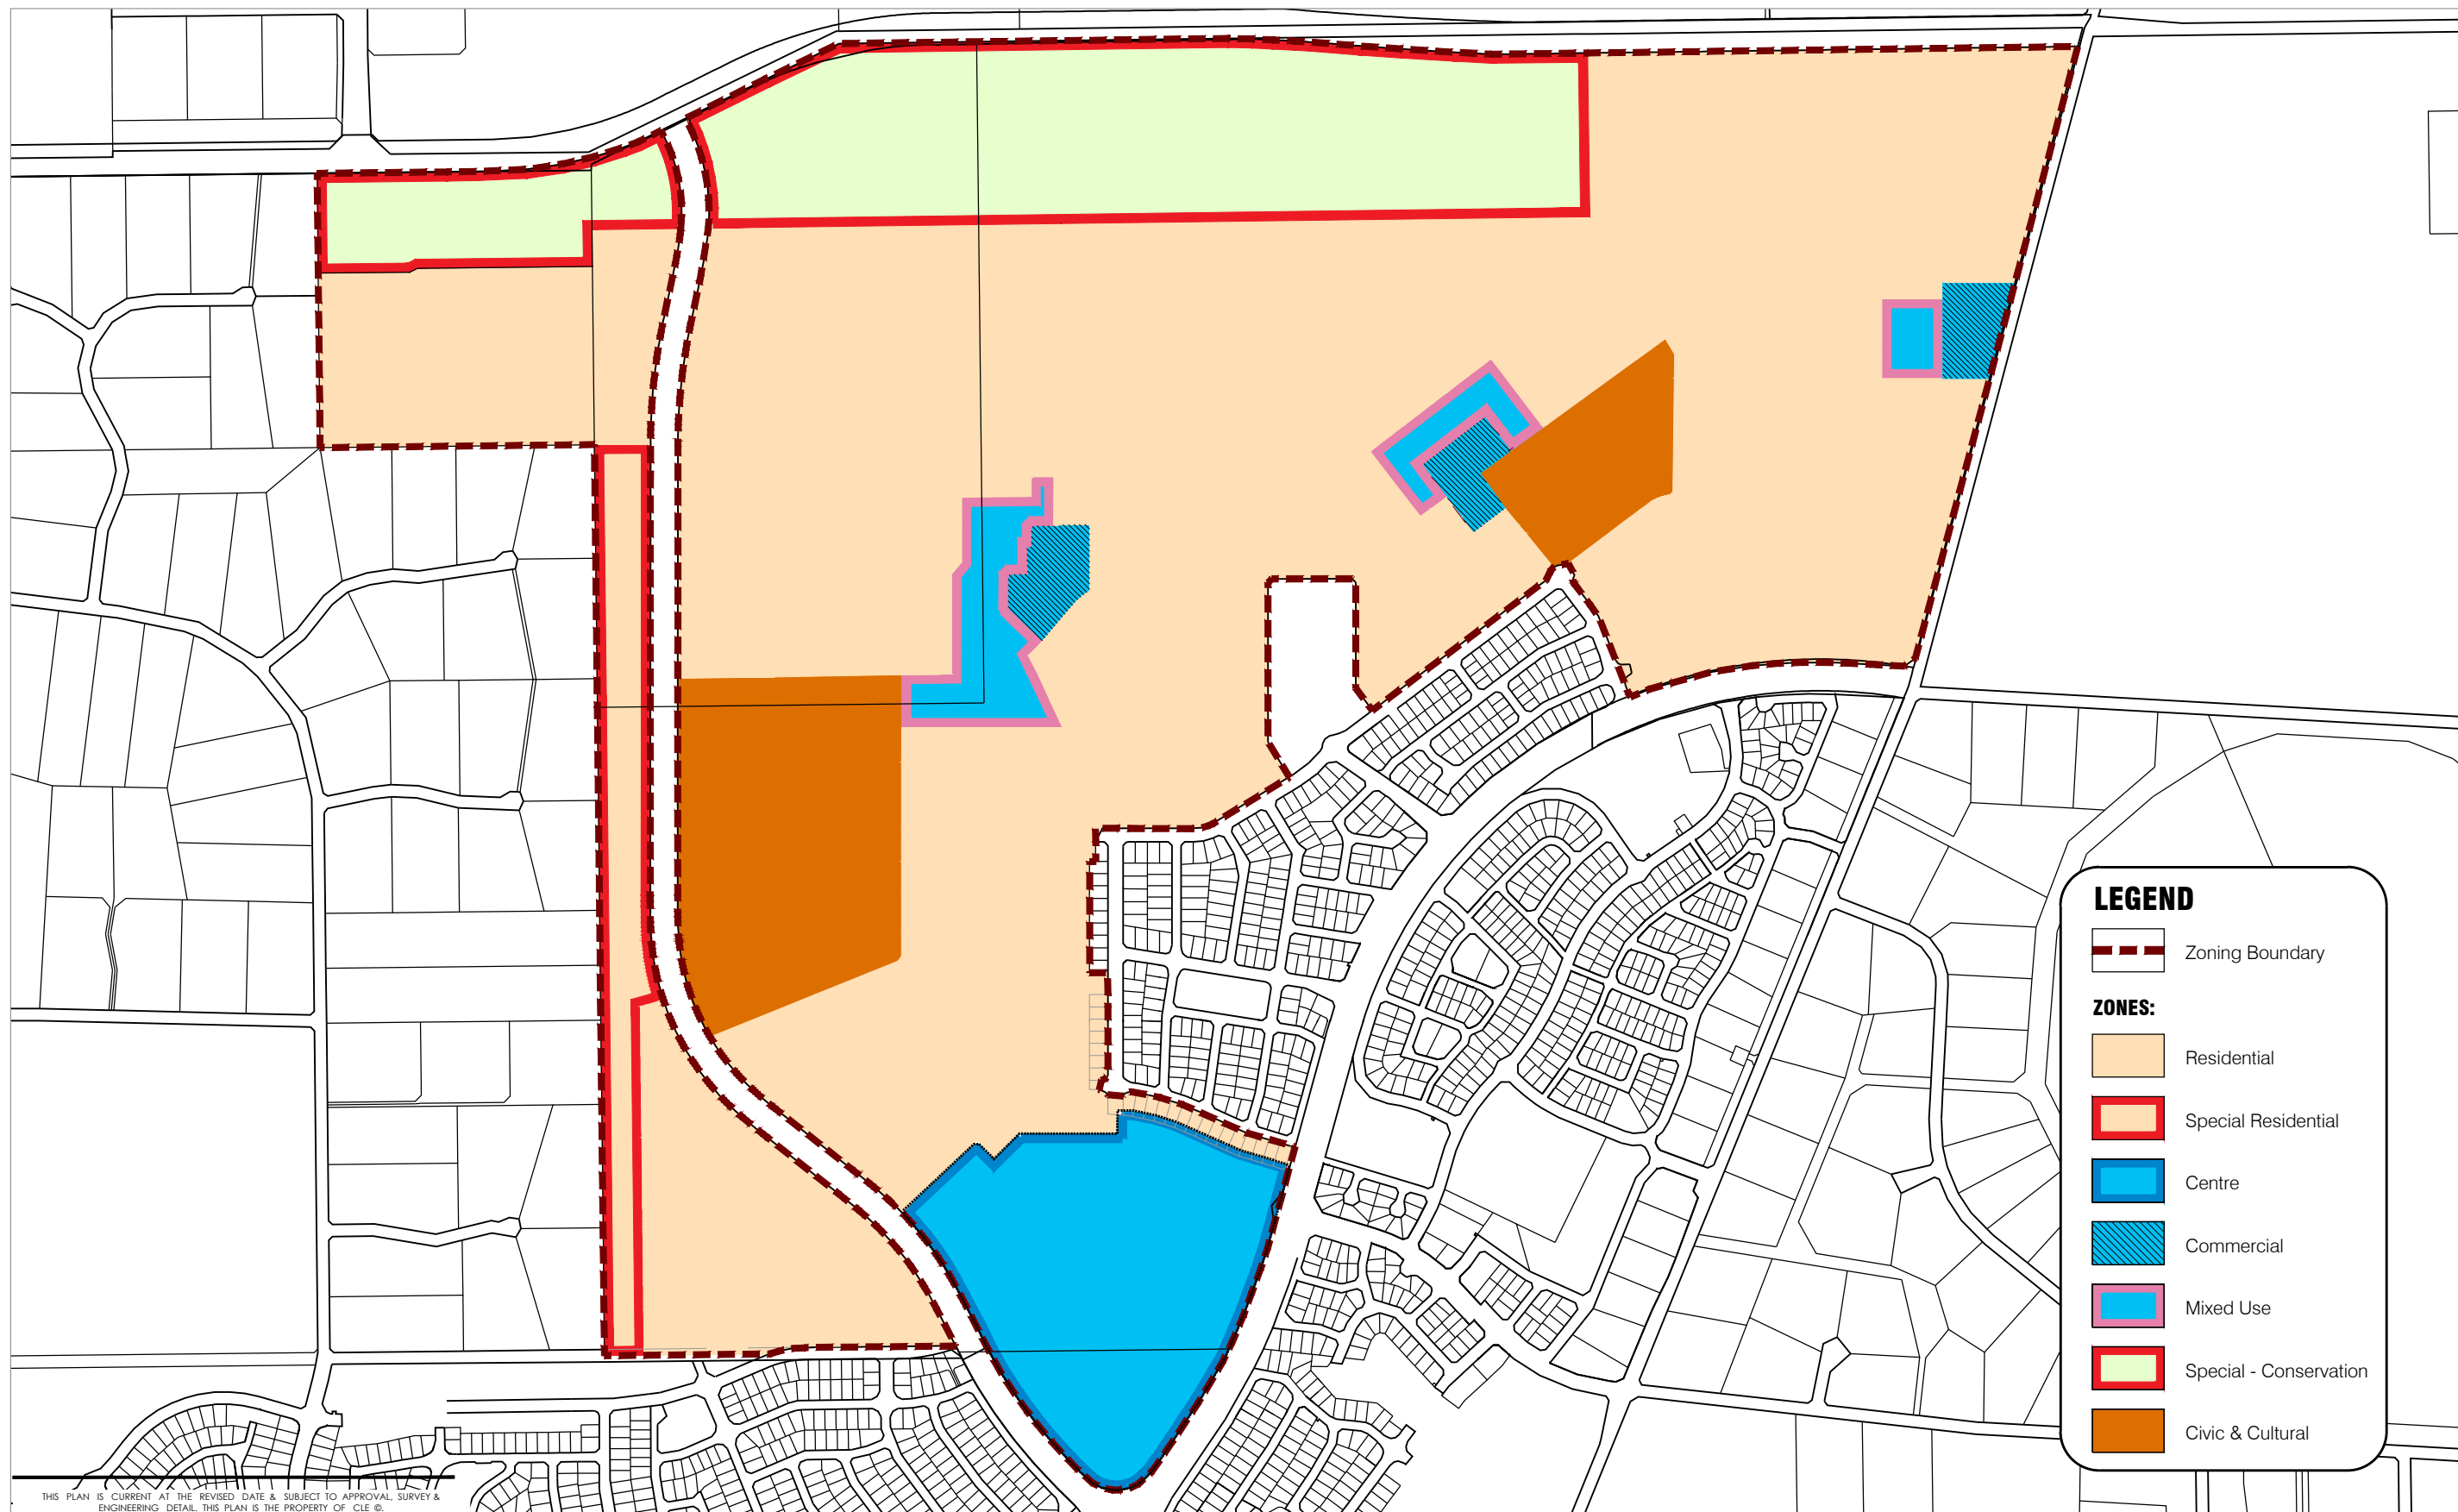 LEGEND
Zoning Boundary
ZONES:
Residential
Special Residential
Centre
Commercial
Mixed Use
Special - Conservation
Civic & Cultural
THIS PLAN IS CURRENT AT THE REVISED DATE & SUBJECT TO APPROVAL, SURVEY &
ENGINEERING DETAIL. THIS PLAN IS THE PROPERTY OF CLE ©.